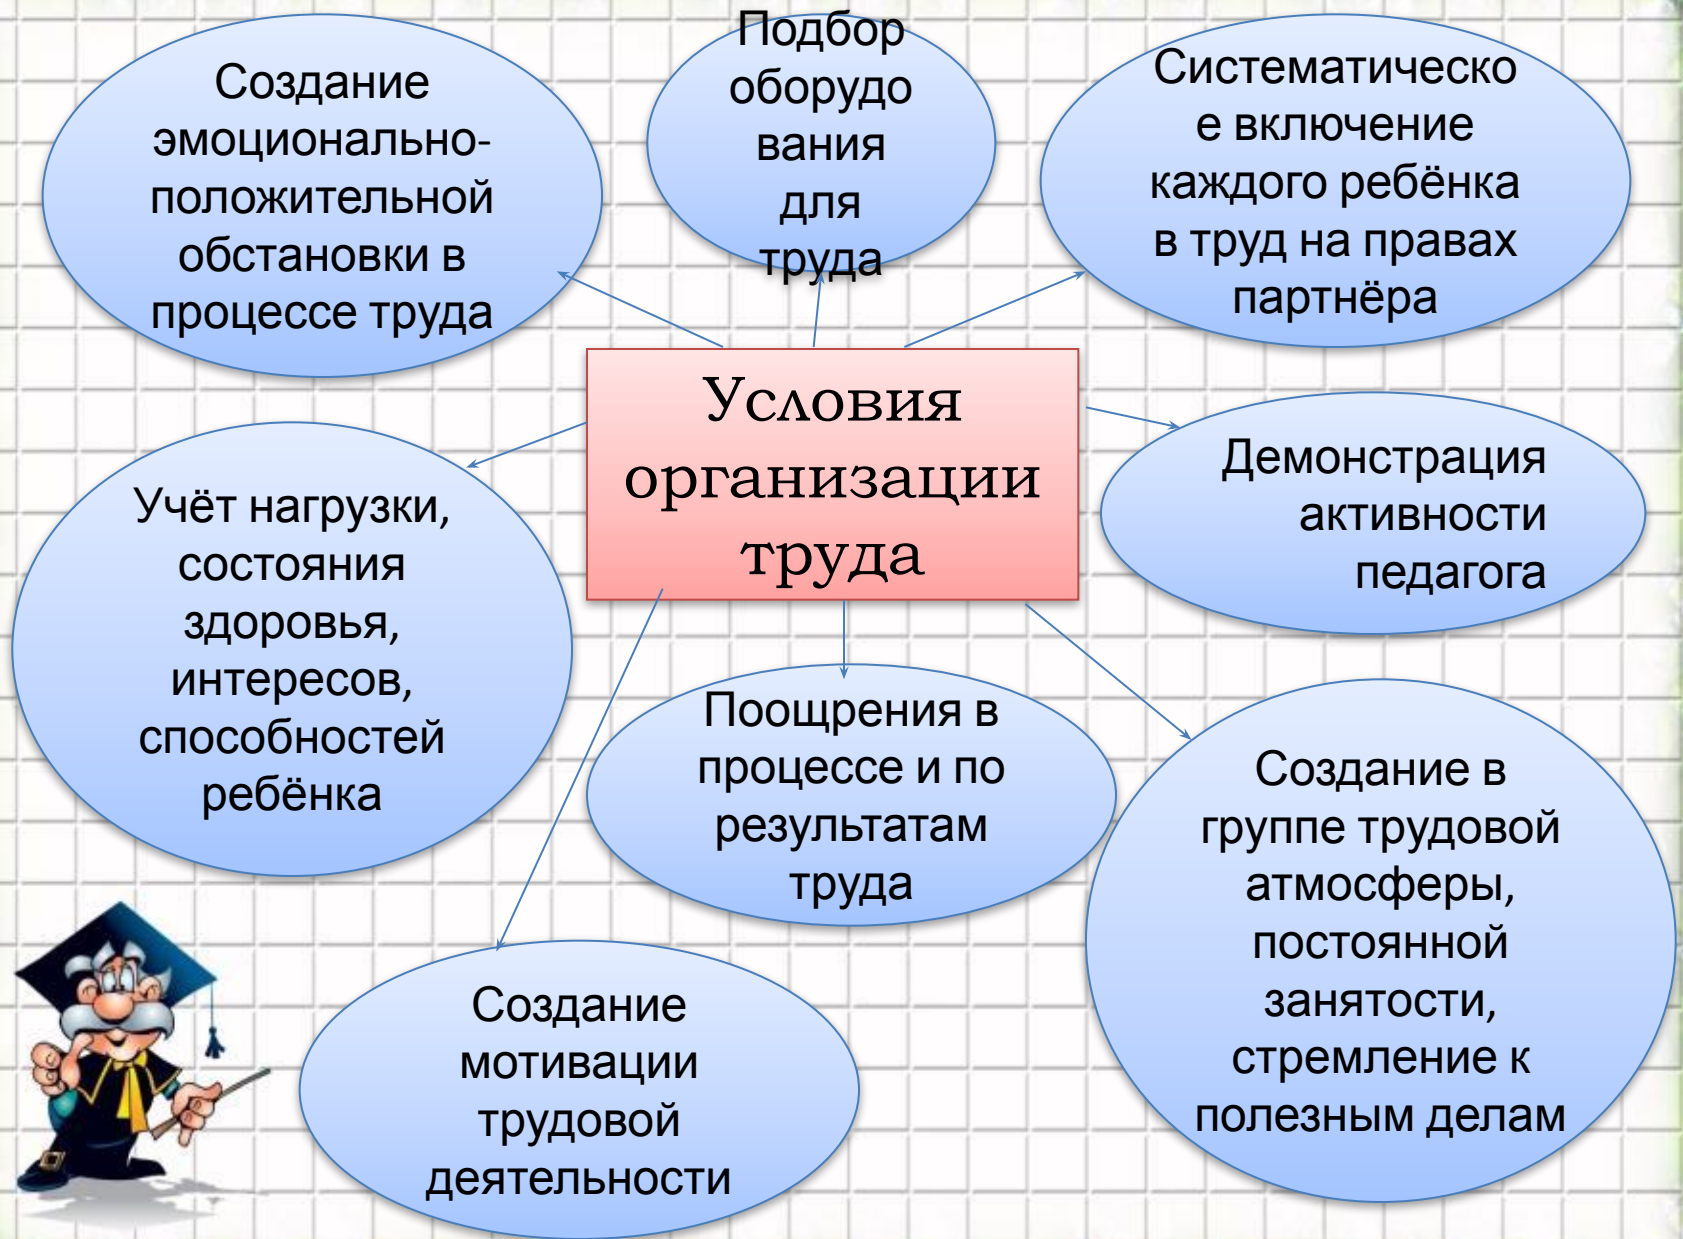 Создание
эмоционально-
положительной
обстановки в
процессе труда
Подбор
оборудо
вания
для
труда
Систематическо
е включение
каждого ребёнка
в труд на правах
партнёра
Условия
организации
труда
Учёт нагрузки,
состояния
здоровья,
интересов,
способностей
ребёнка
Демонстрация
активности
педагога
Поощрения в
процессе и по
результатам
труда
Создание в
группе трудовой
атмосферы,
постоянной
занятости,
стремление к
полезным делам
Создание
мотивации
трудовой
деятельности